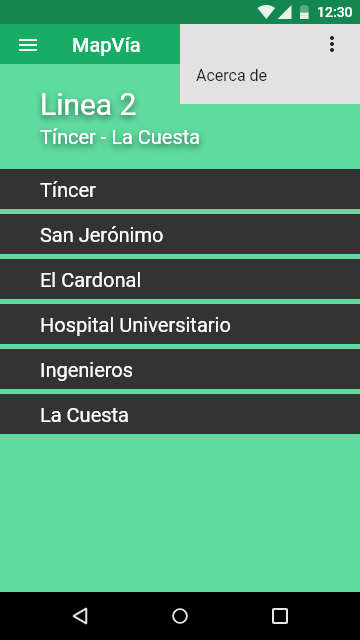 12:30
MapVía
Acerca de
Linea 2
Tíncer - La Cuesta
Tíncer
San Jerónimo
El Cardonal
Hospital Universitario
Ingenieros
La Cuesta